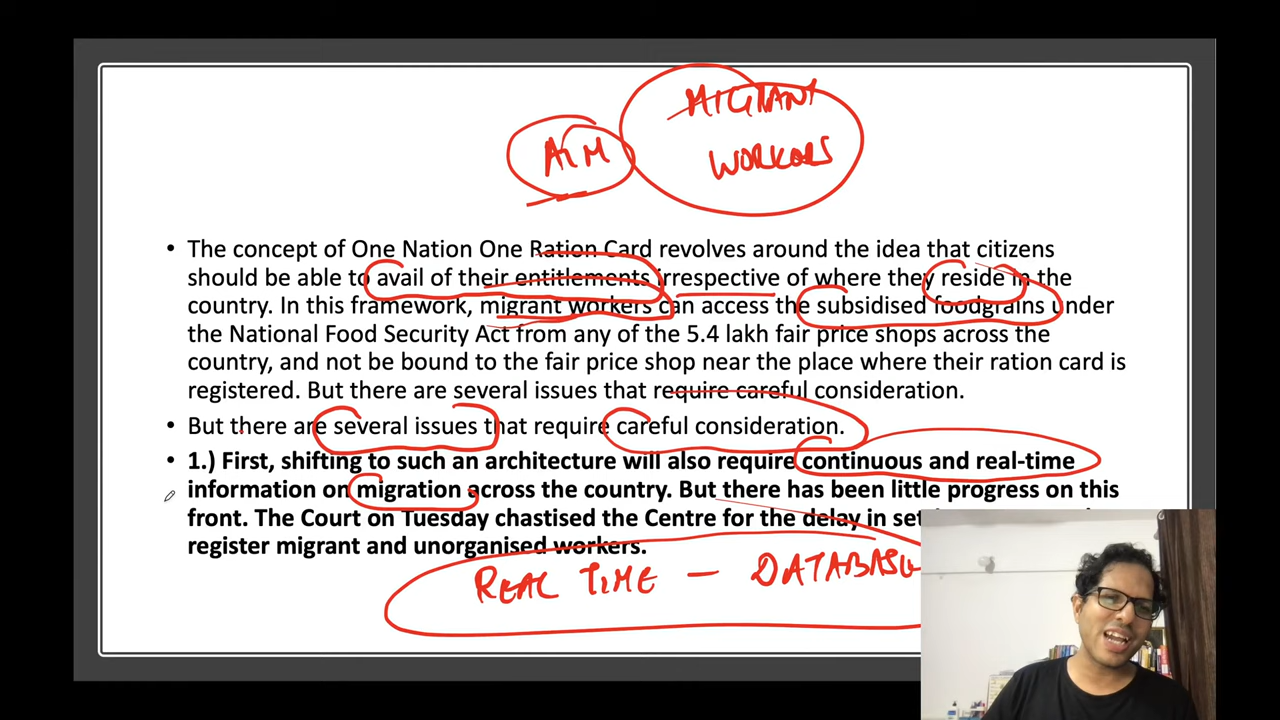 MIGRANT
AIM
WORKORS
• The concept of One Nation One Ration Card revolves around the idea that citizens
should be able to avail of their entitlements irrespective of where they reside in the
country. In this framework, migrant workers can access the subsidised foodgrains under
the National Food Security Act from any of the 5.4 lakh fair price shops across the
country, and not be bound to the fair price shop near the place where their ration card is
registered. But there are several issues that require careful consideration.
• But there are several issues that require careful consideration.
• 1.) First, shifting to such an architecture will also require continuous and real-time
information on migration across the country. But there has been little progress on this
front. The Court on Tuesday chastised the Centre for the delay in
register migrant and unorganised workers.
REAL TIME — DATABASE